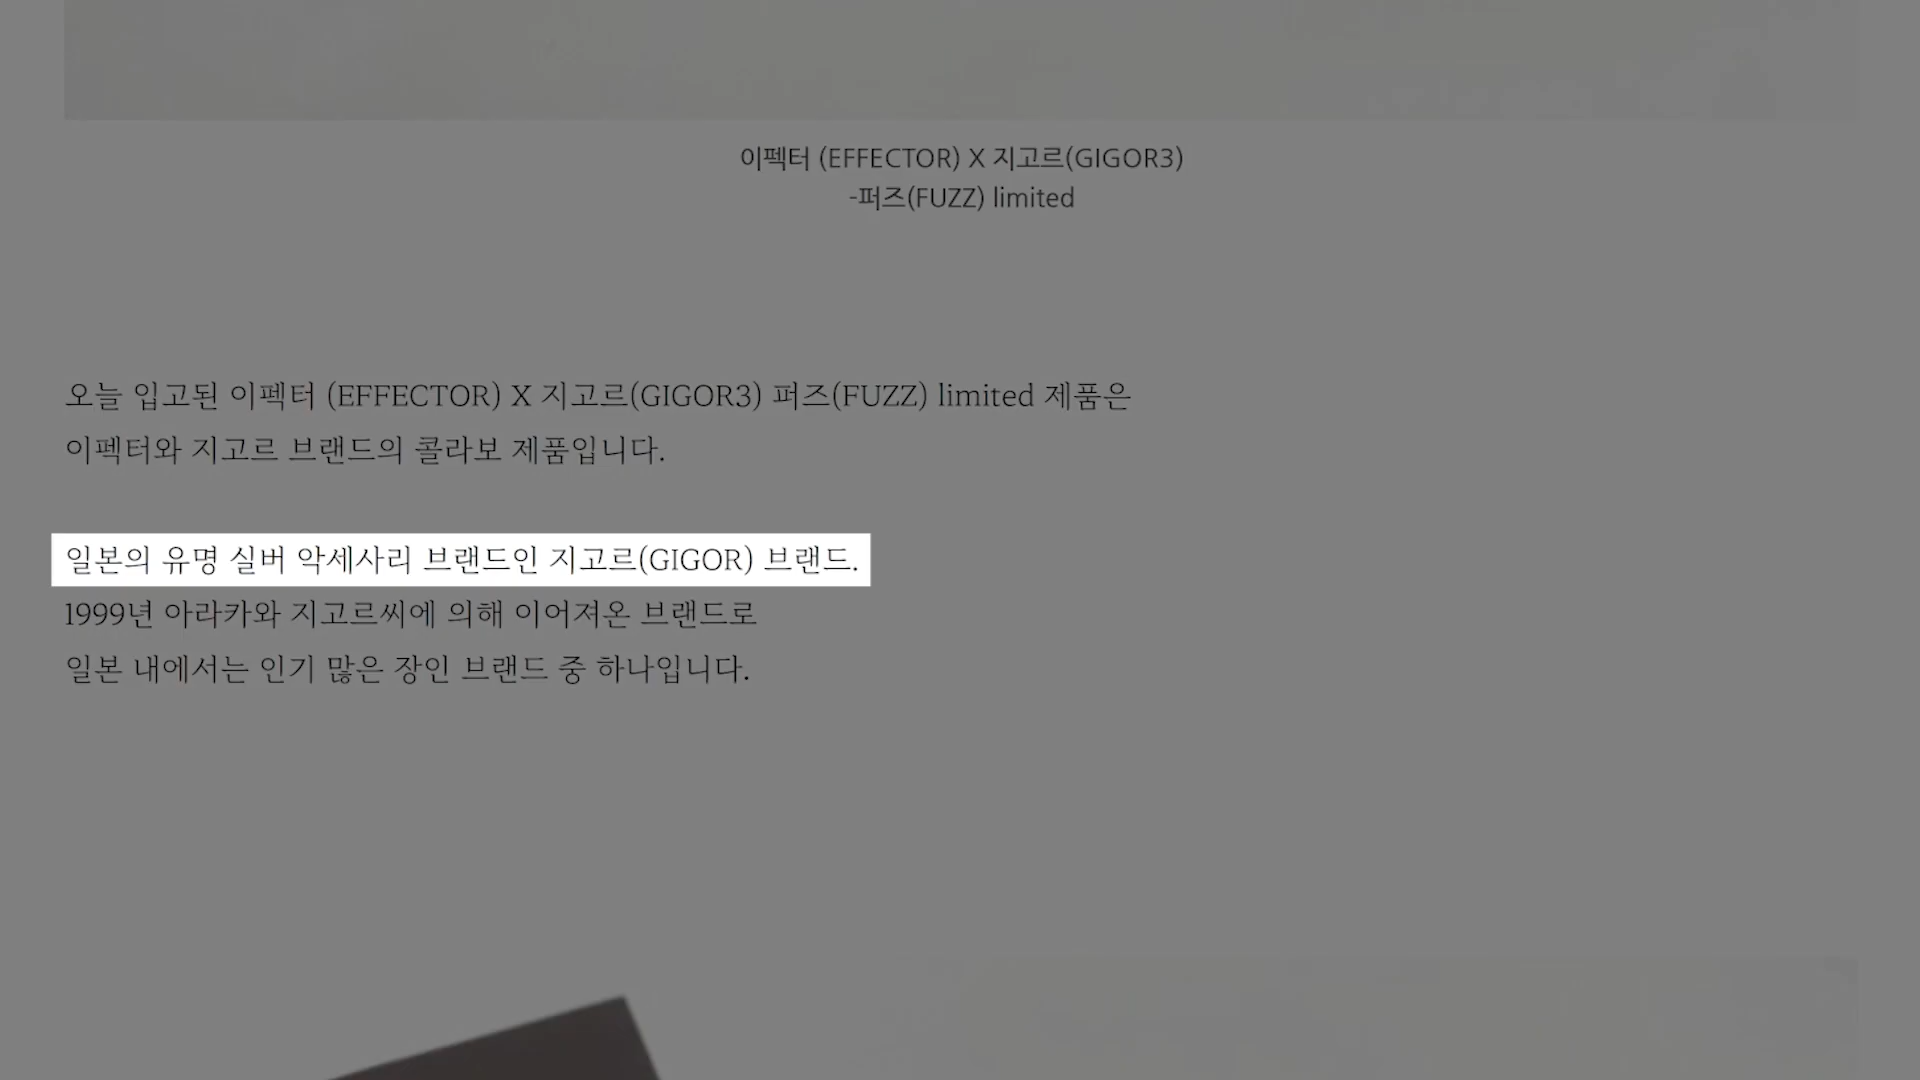 이펙터 (EFFECTOR) X 지고르(GIGOR3)
-퍼즈(FUZZ) limited
오늘 입고된 이펙터 (EFFECTOR) X 지고르(GIGOR3) 퍼즈(FUZZ) limited 제품은
이펙터와 지고르 브랜드의 콜라보 제품입니다.
일본의 유명 실버 악세사리 브랜드인 지고르(GIGOR) 브랜드.
1999년 아라카와 지고르씨에 의해 이어져온 브랜드로
일본 내에서는 인기 많은 장인 브랜드 중 하나입니다.